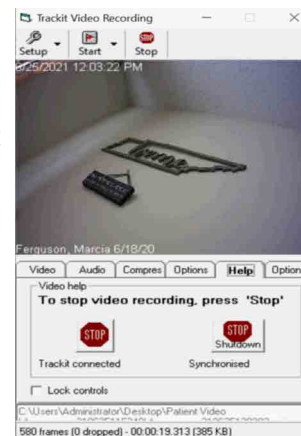 Trackit Video Recording
Setup Start Stop
8/25/2021 12:03:22 PM
Ferguson, Marcia 6/18/20
Video Audio Compres Options Help Option
Video help
To stop video recording, press 'Stop'
STOP STOP
Shutdown
Trackit connected Synchronised
Lock controls
C:\Users\Administrator\Desktop\Patient Video
580 frames (0 dropped) - 00:00:19.313 (385 KB)